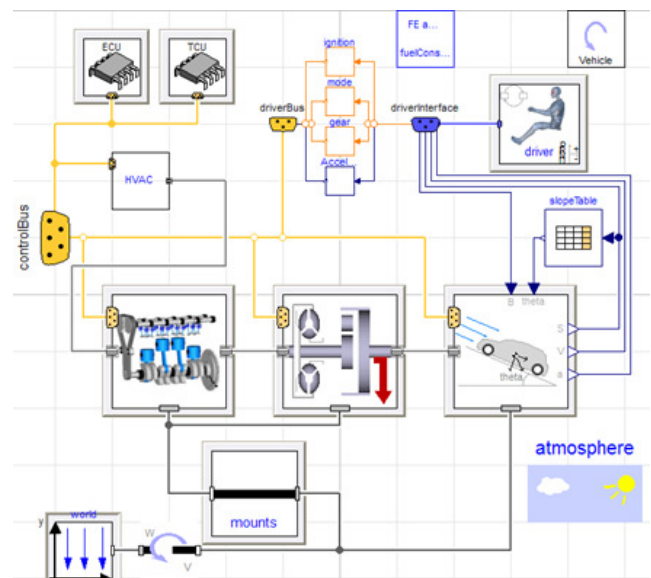 ECU
TCU
ignition
FE a...
fuelCons...
Vehicle
mode
driverBus
driverInterface
gear
driver
Accel...
HVAC
slopeTable
controlBus
B
theta
S
V
a
theta
atmosphere
mounts
y
world
W
V